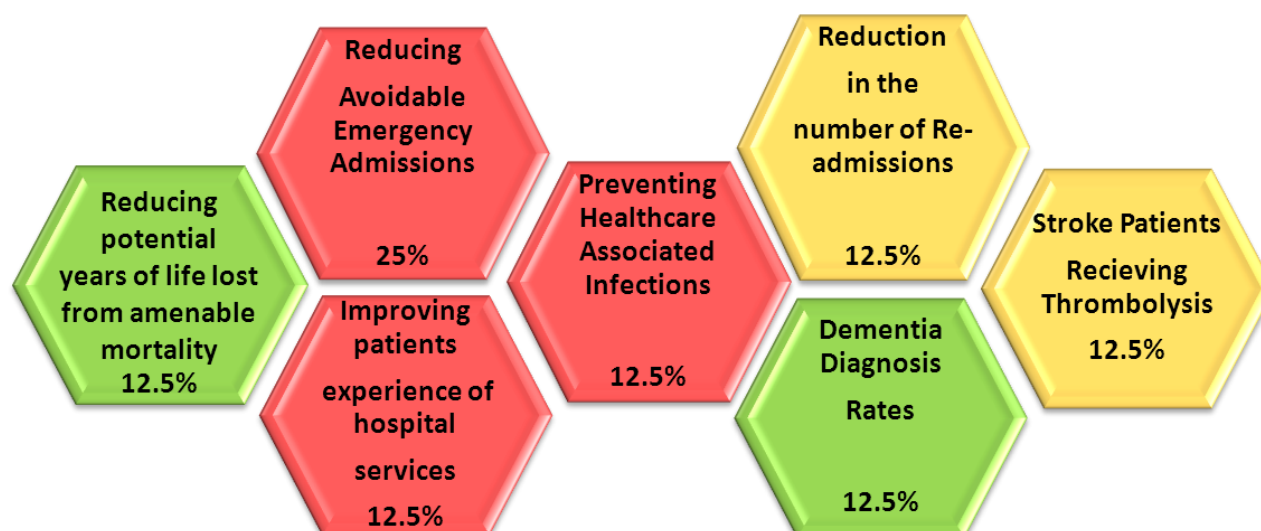 Reducing
potential
years of life lost
from amenable
mortality
12.5%
Reducing
Avoidable
Emergency
Admissions
25%
Improving
patients
experience of
hospital
services
12.5%
Preventing
Healthcare
Associated
Infections
12.5%
Reduction
in the
number of Re-
admissions
12.5%
Dementia
Diagnosis
Rates
12.5%
Stroke Patients
Recieving
Thrombolysis
12.5%